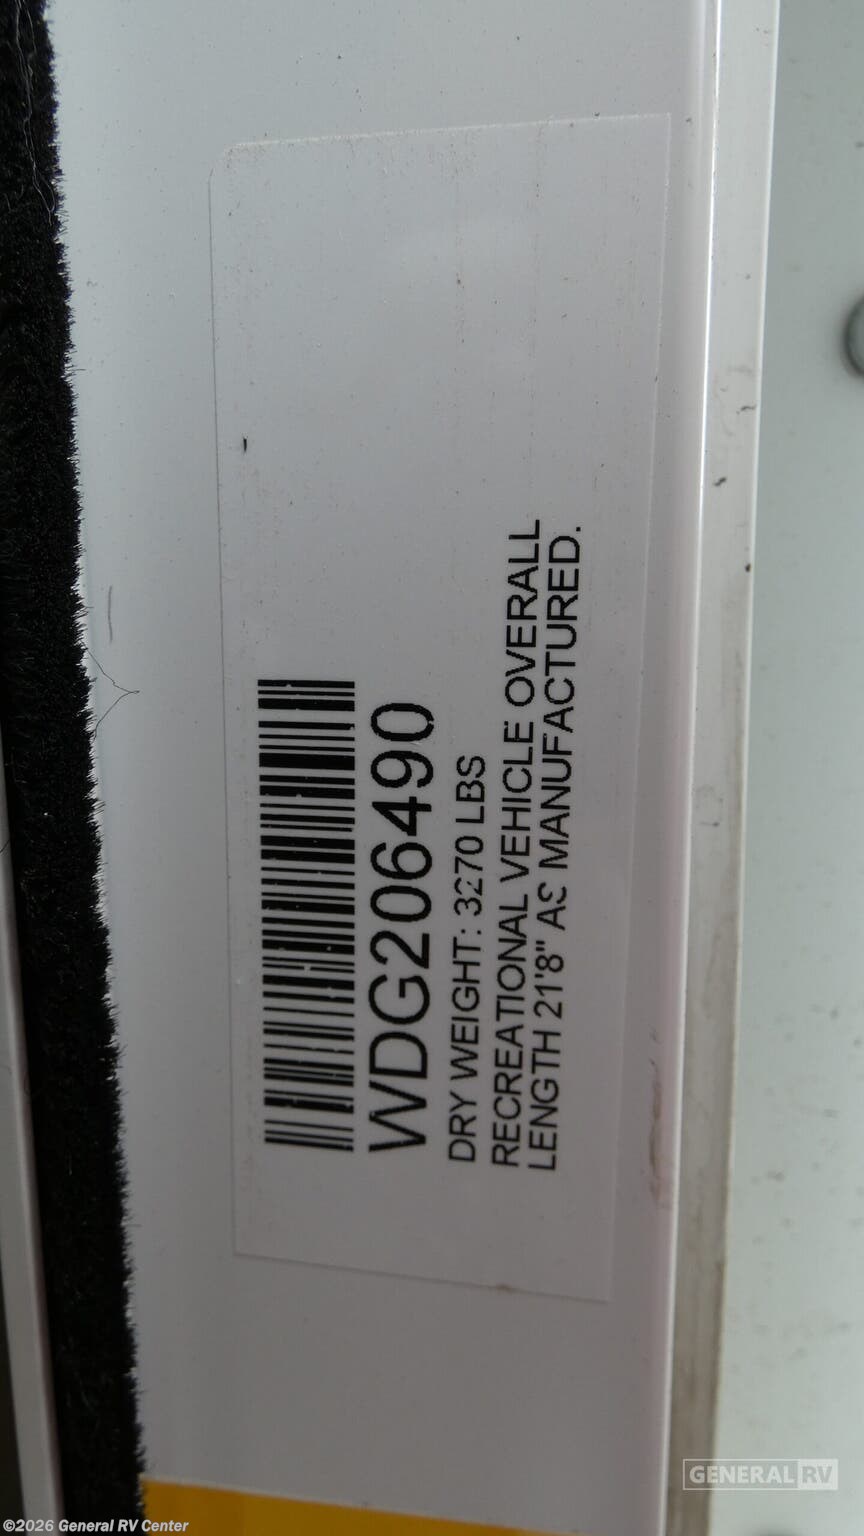 WDG206490
DRY WEIGHT: 3270 LBS
RECREATIONAL VEHICLE OVERALL
LENGTH 21'8" AS MANUFACTURED.
GENERAL RV
©2026 General RV Center